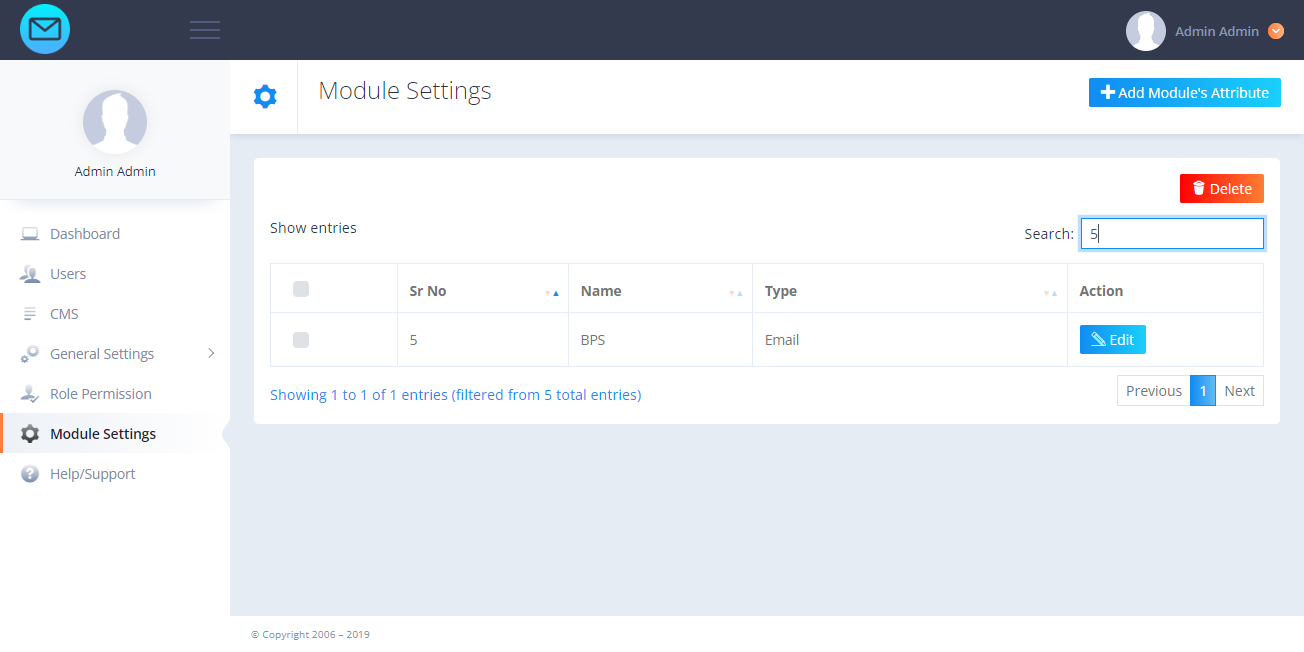 Admin Admin
Module Settings
Add Module's Attribute
Admin Admin
Dashboard
Users
CMS
General Settings
Role Permission
Module Settings
Help/Support
Delete
Show entries
Search: 5
Sr No Name Type Action
5 BPS Email Edit
Showing 1 to 1 of 1 entries (filtered from 5 total entries)
Previous 1 Next
© Copyright 2006 – 2019